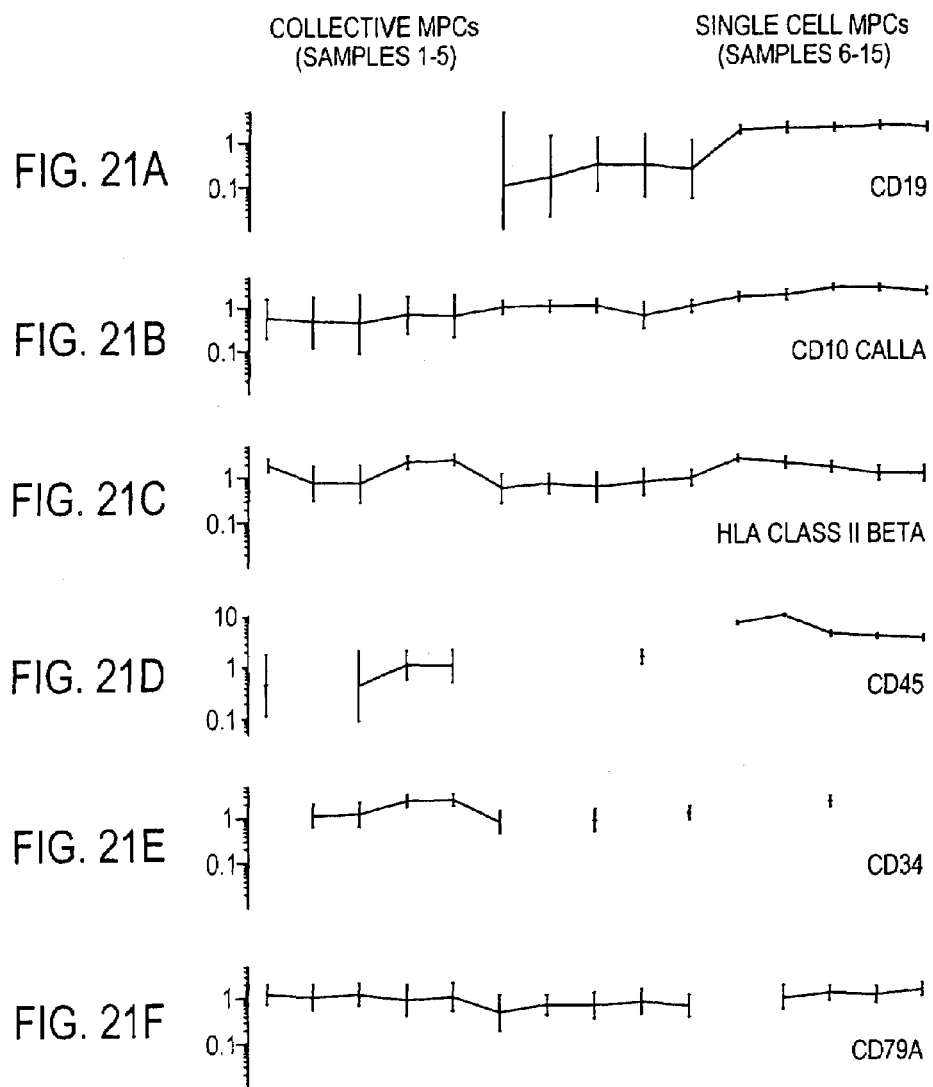 COLLECTIVE MPCs
(SAMPLES 1-5)
SINGLE CELL MPCs
(SAMPLES 6-15)
FIG. 21A
1
0.1
CD19
FIG. 21B
1
0.1
CD10 CALLA
FIG. 21C
1
0.1
HLA CLASS II BETA
FIG. 21D
10
1
0.1
CD45
FIG. 21E
1
0.1
CD34
FIG. 21F
1
0.1
CD79A